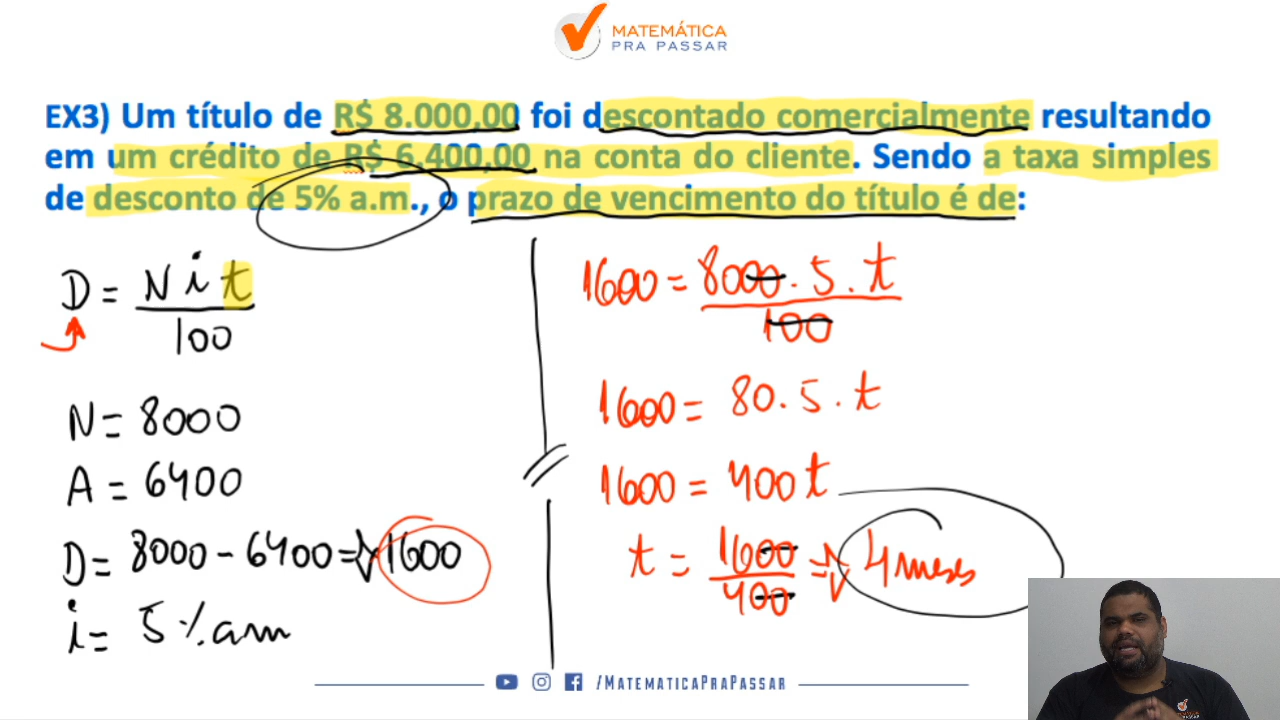 MATEMÁTICA
PRA PASSAR
EX3) Um título de R$ 8.000,00 foi descontado comercialmente resultando
em um crédito de R$ 6.400,00 na conta do cliente. Sendo a taxa simples
de desconto de 5% a.m., o prazo de vencimento do título é de:
D = N i t
100
N = 8000
A = 6400
D = 8000 - 6400 => 1600
i = 5 % am
1600 = 8000 . 5 . t
100
1600 = 80 . 5 . t
1600 = 400 t
t = 1600 => 4 meses
400
/MATEMATICAPRAPASSAR
MATEMÁTICA
PRA PASSAR